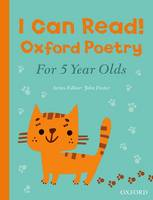 I Can Read!
Oxford Poetry
For 5 Year Olds
Series Editor: John Foster
OXFORD